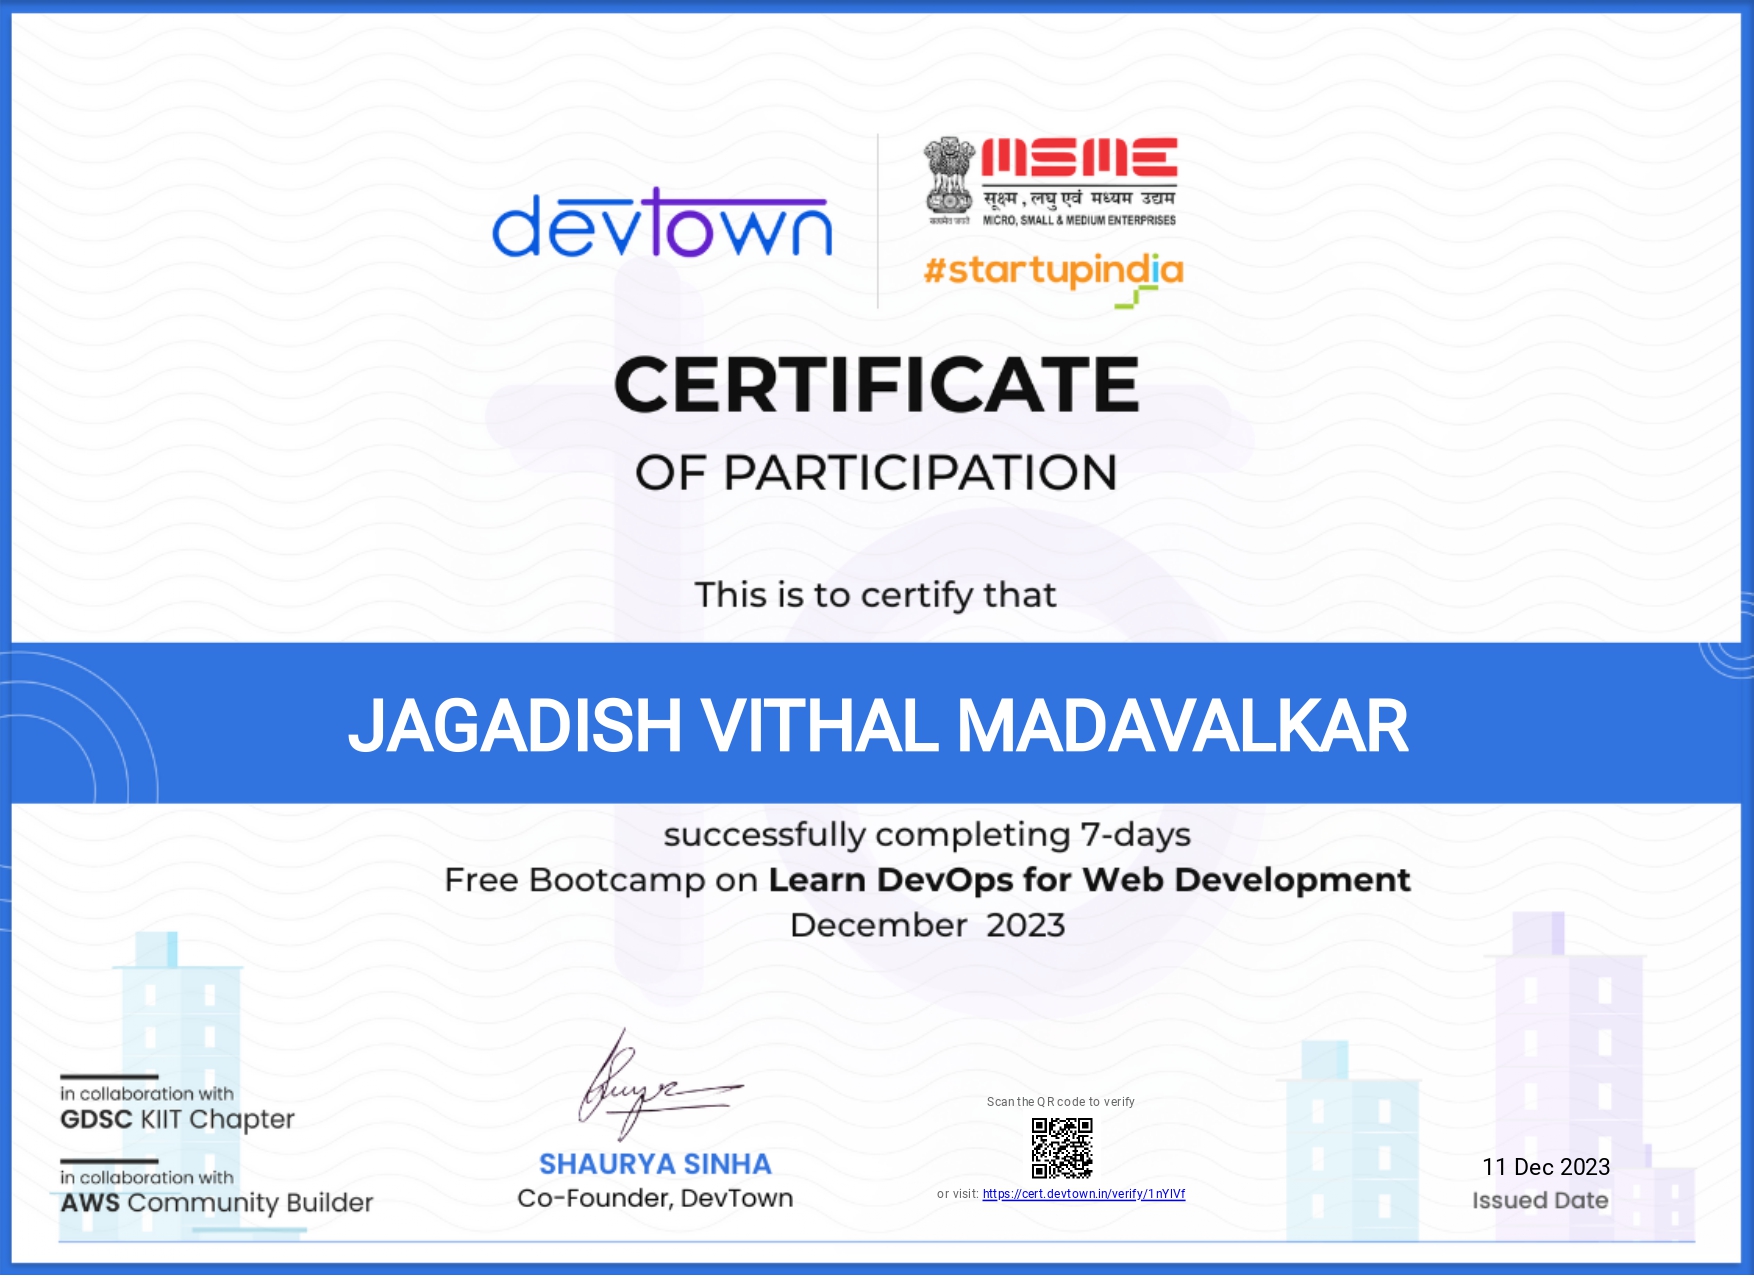 devtown
MSME
सूक्ष्म , लघु एवं मध्यम उद्यम
MICRO, SMALL & MEDIUM ENTERPRISES
#startupindia
CERTIFICATE
OF PARTICIPATION
This is to certify that
JAGADISH VITHAL MADAVALKAR
successfully completing 7-days
Free Bootcamp on Learn DevOps for Web Development
December 2023
in collaboration with
GDSC KIIT Chapter
in collaboration with
AWS Community Builder
SHAURYA SINHA
Co-Founder, DevTown
Scan the QR code to verify
or visit: https://cert.devtown.in/verify/1nYIVf
11 Dec 2023
Issued Date